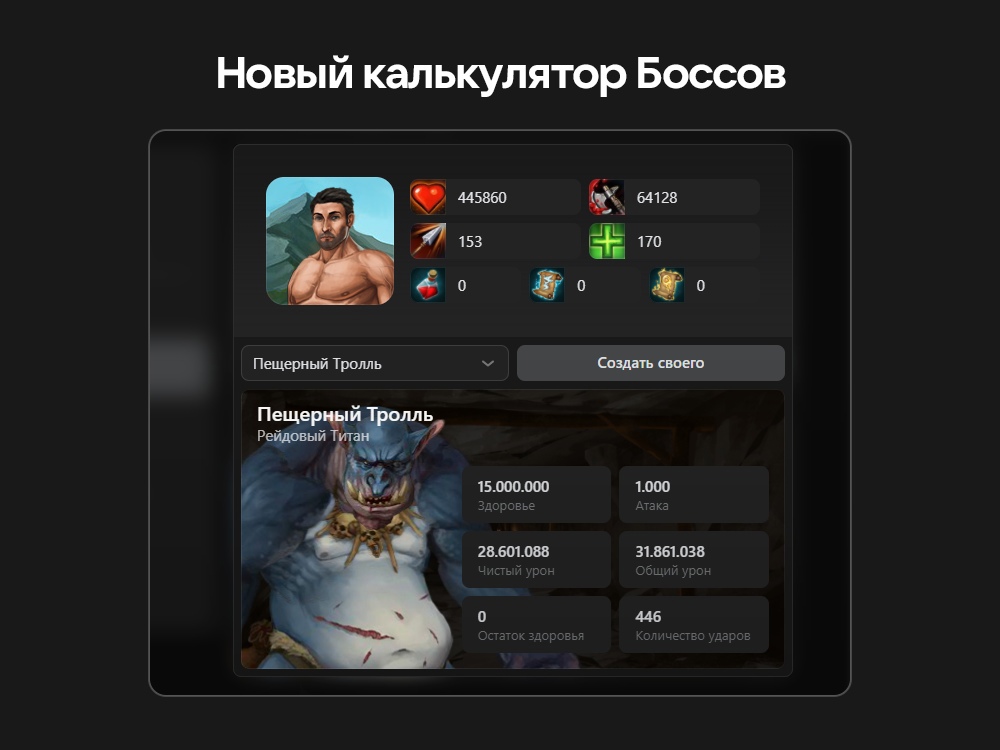 Новый калькулятор Боссов
445860
64128
153
170
0
0
0
Пещерный Тролль
Создать своего
Пещерный Тролль
Рейдовый Титан
15.000.000
Здоровье
1.000
Атака
28.601.088
Чистый урон
31.861.038
Общий урон
0
Остаток здоровья
446
Количество ударов